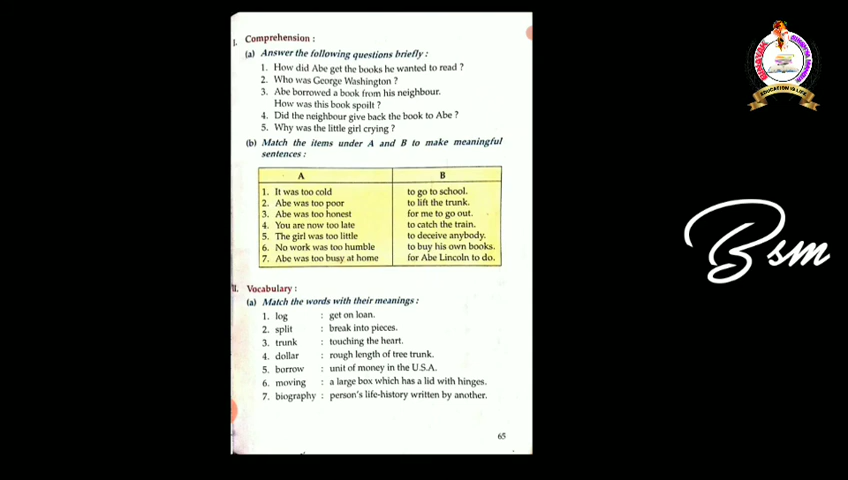 I. Comprehension :
(a) Answer the following questions briefly :
1. How did Abe get the books he wanted to read ?
2. Who was George Washington ?
3. Abe borrowed a book from his neighbour.
How was this book spoilt ?
4. Did the neighbour give back the book to Abe ?
5. Why was the little girl crying ?
(b) Match the items under A and B to make meaningful
sentences :
A B
1. It was too cold to go to school.
2. Abe was too poor to lift the trunk.
3. Abe was too honest for me to go out.
4. You are now too late to catch the train.
5. The girl was too little to deceive anybody.
6. No work was too humble to buy his own books.
7. Abe was too busy at home for Abe Lincoln to do.
II. Vocabulary :
(a) Match the words with their meanings :
1. log : get on loan.
2. split : break into pieces.
3. trunk : touching the heart.
4. dollar : rough length of tree trunk.
5. borrow : unit of money in the U.S.A.
6. moving : a large box which has a lid with hinges.
7. biography : person's life-history written by another.
65
EDUCATION IS LIFE
Bsm